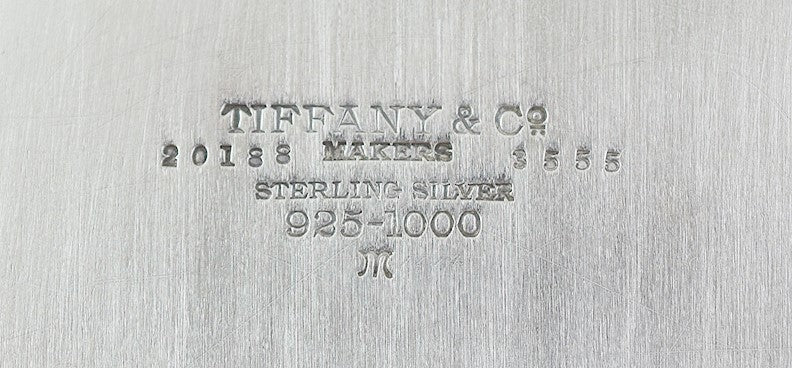 TIFFANY & Cº
20188 MAKERS 3555
STERLING SILVER
925-1000
m